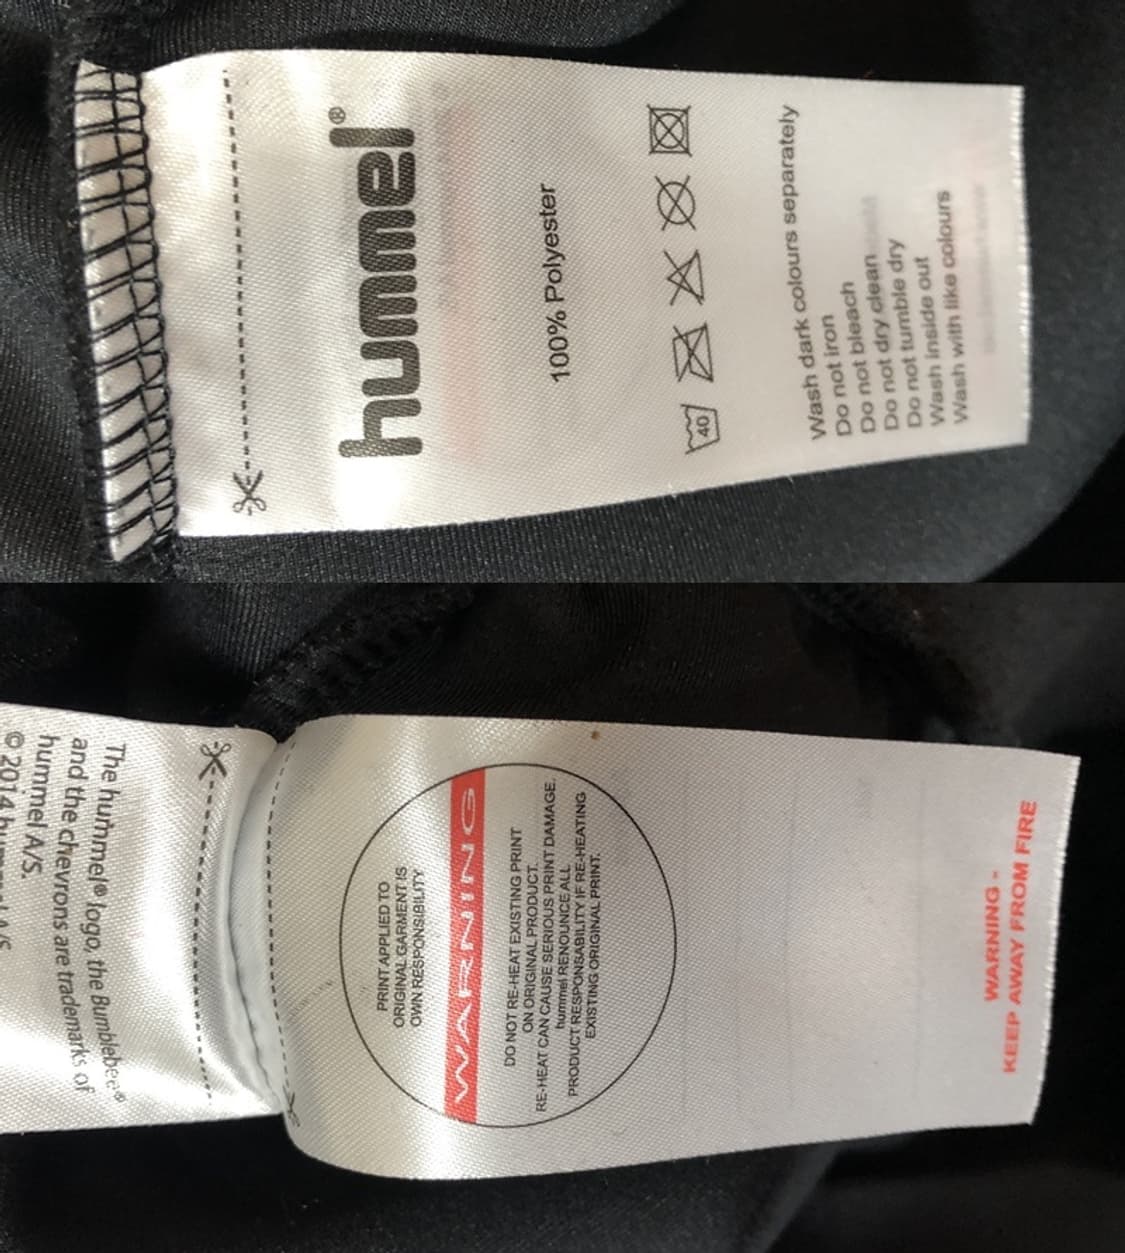 hummel®
100% Polyester
40
Wash dark colours separately
Do not iron
Do not bleach
Do not dry clean
Do not tumble dry
Wash inside out
Wash with like colours
The hummel® logo, the Bumblebee®
and the chevrons are trademarks of
hummel A/S.
©2014 hummel A/S
PRINT APPLIED TO
ORIGINAL GARMENT IS
OWN RESPONSIBILITY
WARNING
DO NOT RE-HEAT EXISTING PRINT
ON ORIGINAL PRODUCT.
RE-HEAT CAN CAUSE SERIOUS PRINT DAMAGE.
hummel RENOUNCE ALL
PRODUCT RESPONSABILITY IF RE-HEATING
EXISTING ORIGINAL PRINT.
WARNING -
KEEP AWAY FROM FIRE